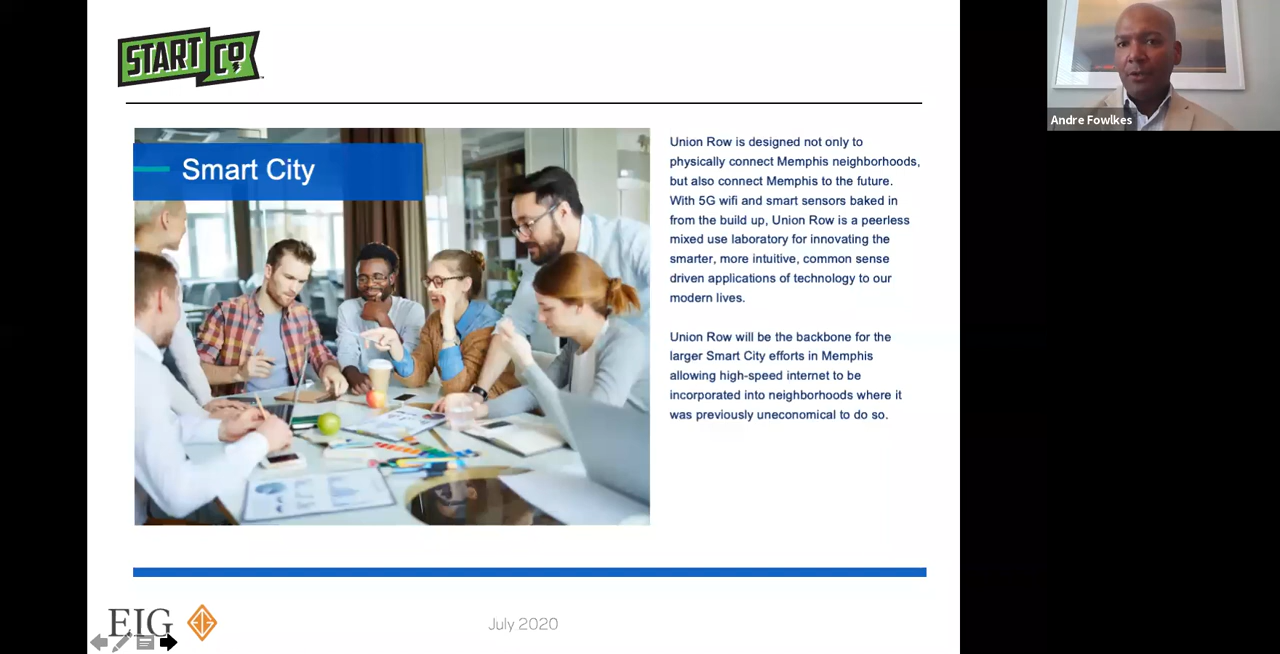 START CO.
Smart City
Union Row is designed not only to
physically connect Memphis neighborhoods,
but also connect Memphis to the future.
With 5G wifi and smart sensors baked in
from the build up, Union Row is a peerless
mixed use laboratory for innovating the
smarter, more intuitive, common sense
driven applications of technology to our
modern lives.
Union Row will be the backbone for the
larger Smart City efforts in Memphis
allowing high-speed internet to be
incorporated into neighborhoods where it
was previously uneconomical to do so.
EIG
July 2020
Andre Fowlkes